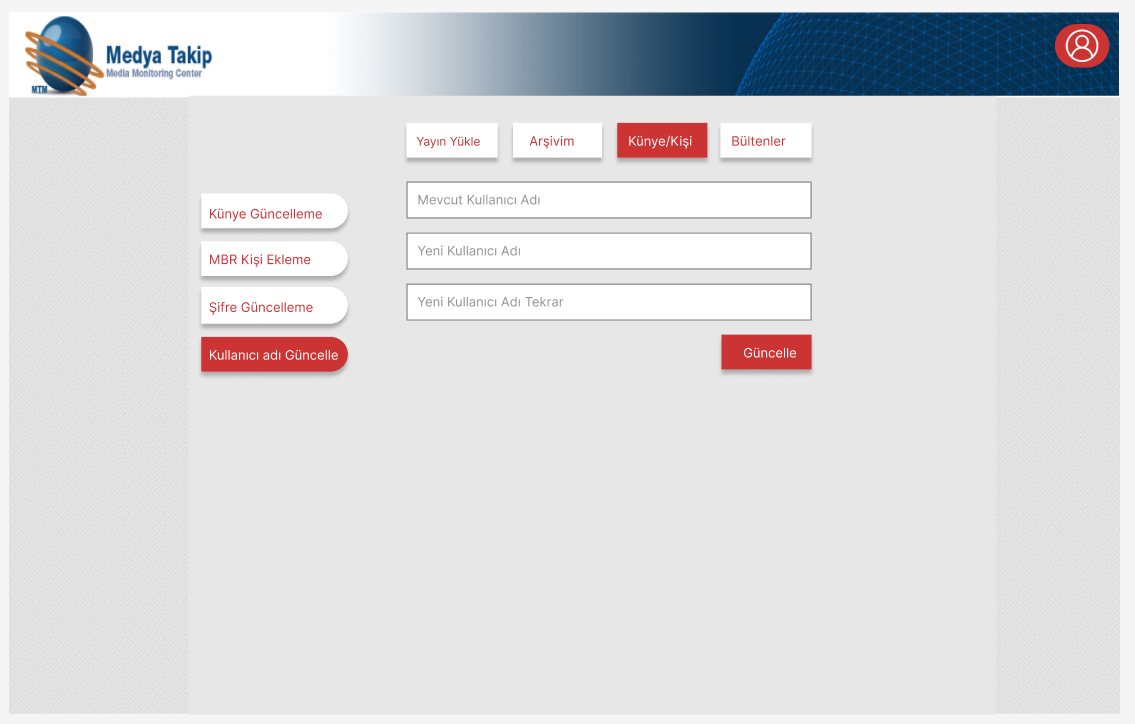 Medya Takip
Media Monitoring Center
MTM
Yayın Yükle
Arşivim
Künye/Kişi
Bültenler
Künye Güncelleme
MBR Kişi Ekleme
Şifre Güncelleme
Kullanıcı adı Güncelle
Mevcut Kullanıcı Adı
Yeni Kullanıcı Adı
Yeni Kullanıcı Adı Tekrar
Güncelle